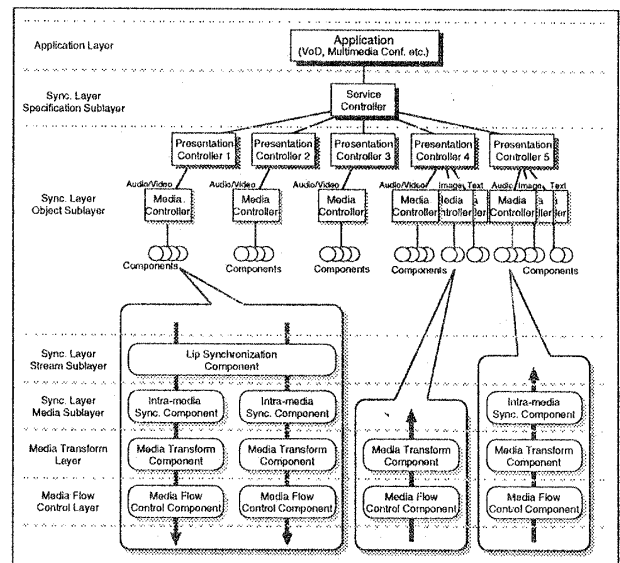 Application Layer
Application
(VoD, Multimedia Conf. etc.)
Sync. Layer
Specification Sublayer
Service
Controller
Presentation
Controller 1
Presentation
Controller 2
Presentation
Controller 3
Presentation
Controller 4
Presentation
Controller 5
Sync. Layer
Object Sublayer
Audio/Video
Audio/Video
Audio/Video
Audio/Video
Image
Text
Audio
Image
Text
Media
Controller
Media
Controller
Media
Controller
Media
Controller
Media
Controller
Components
Components
Components
Components
Components
Sync. Layer
Stream Sublayer
Lip Synchronization
Component
Sync. Layer
Media Sublayer
Intra-media
Sync. Component
Intra-media
Sync. Component
Intra-media
Sync. Component
Media Transform
Layer
Media Transform
Component
Media Transform
Component
Media Transform
Component
Media Transform
Component
Media Flow
Control Layer
Media Flow
Control Component
Media Flow
Control Component
Media Flow
Control Component
Media Flow
Control Component